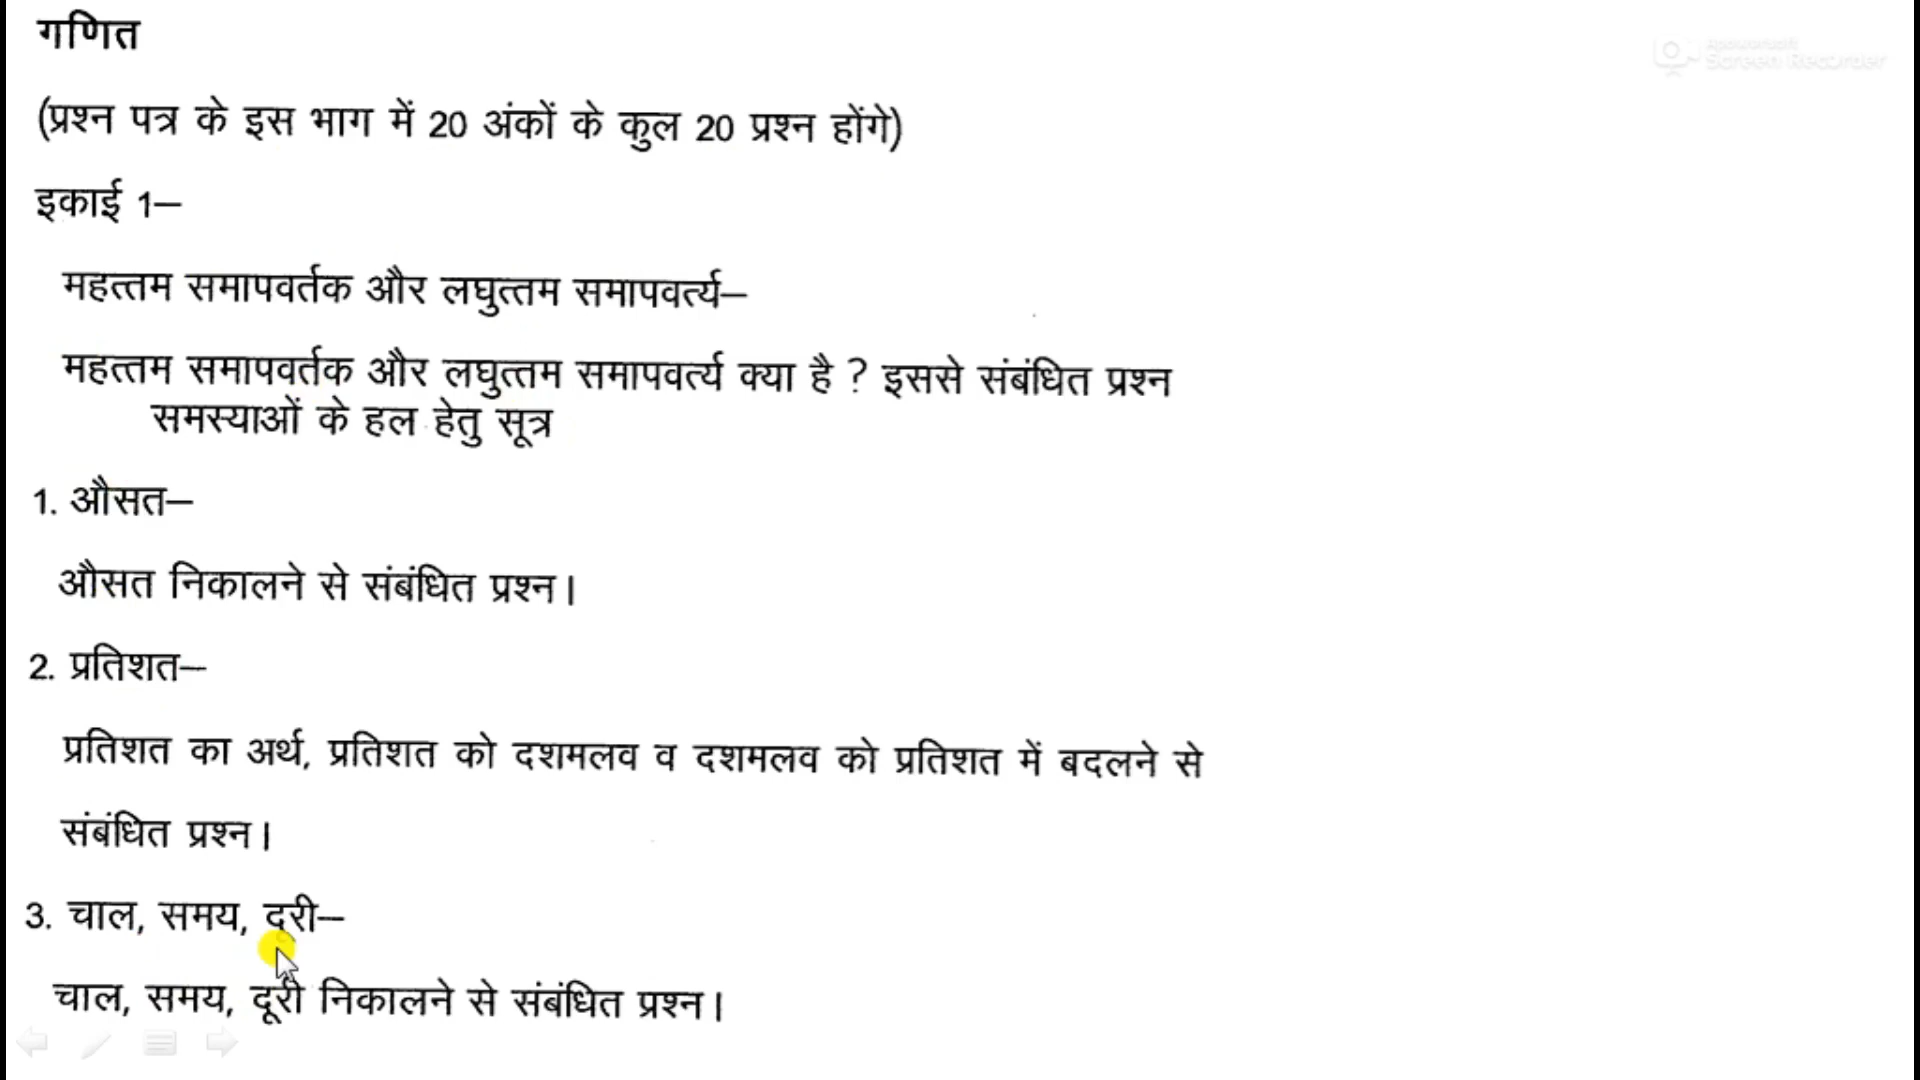 गणित
Apowersoft
Screen Recorder
(प्रश्न पत्र के इस भाग में 20 अंकों के कुल 20 प्रश्न होंगे)
इकाई 1—
महत्तम समापवर्तक और लघुत्तम समापवर्त्य—
महत्तम समापवर्तक और लघुत्तम समापवर्त्य क्या है ? इससे संबंधित प्रश्न
समस्याओं के हल हेतु सूत्र
1. औसत—
औसत निकालने से संबंधित प्रश्न।
2. प्रतिशत—
प्रतिशत का अर्थ, प्रतिशत को दशमलव व दशमलव को प्रतिशत में बदलने से
संबंधित प्रश्न।
3. चाल, समय, दूरी—
चाल, समय, दूरी निकालने से संबंधित प्रश्न।